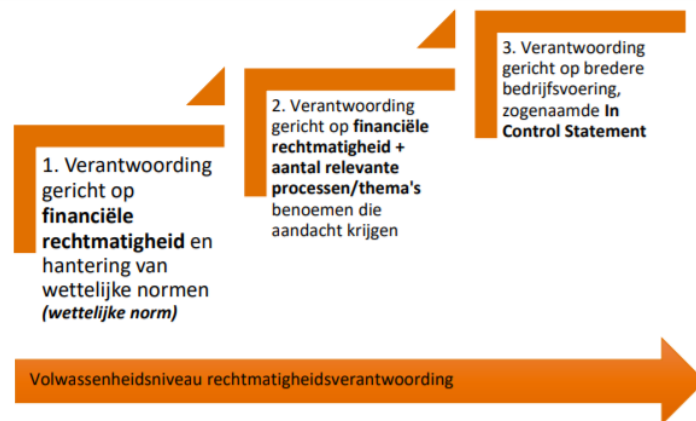 1. Verantwoording
gericht op
financiële
rechtmatigheid en
hantering van
wettelijke normen
(wettelijke norm)
2. Verantwoording
gericht op financiële
rechtmatigheid +
aantal relevante
processen/thema's
benoemen die
aandacht krijgen
3. Verantwoording
gericht op bredere
bedrijfsvoering,
zogenaamde In
Control Statement
Volwassenheidsniveau rechtmatigheidsverantwoording